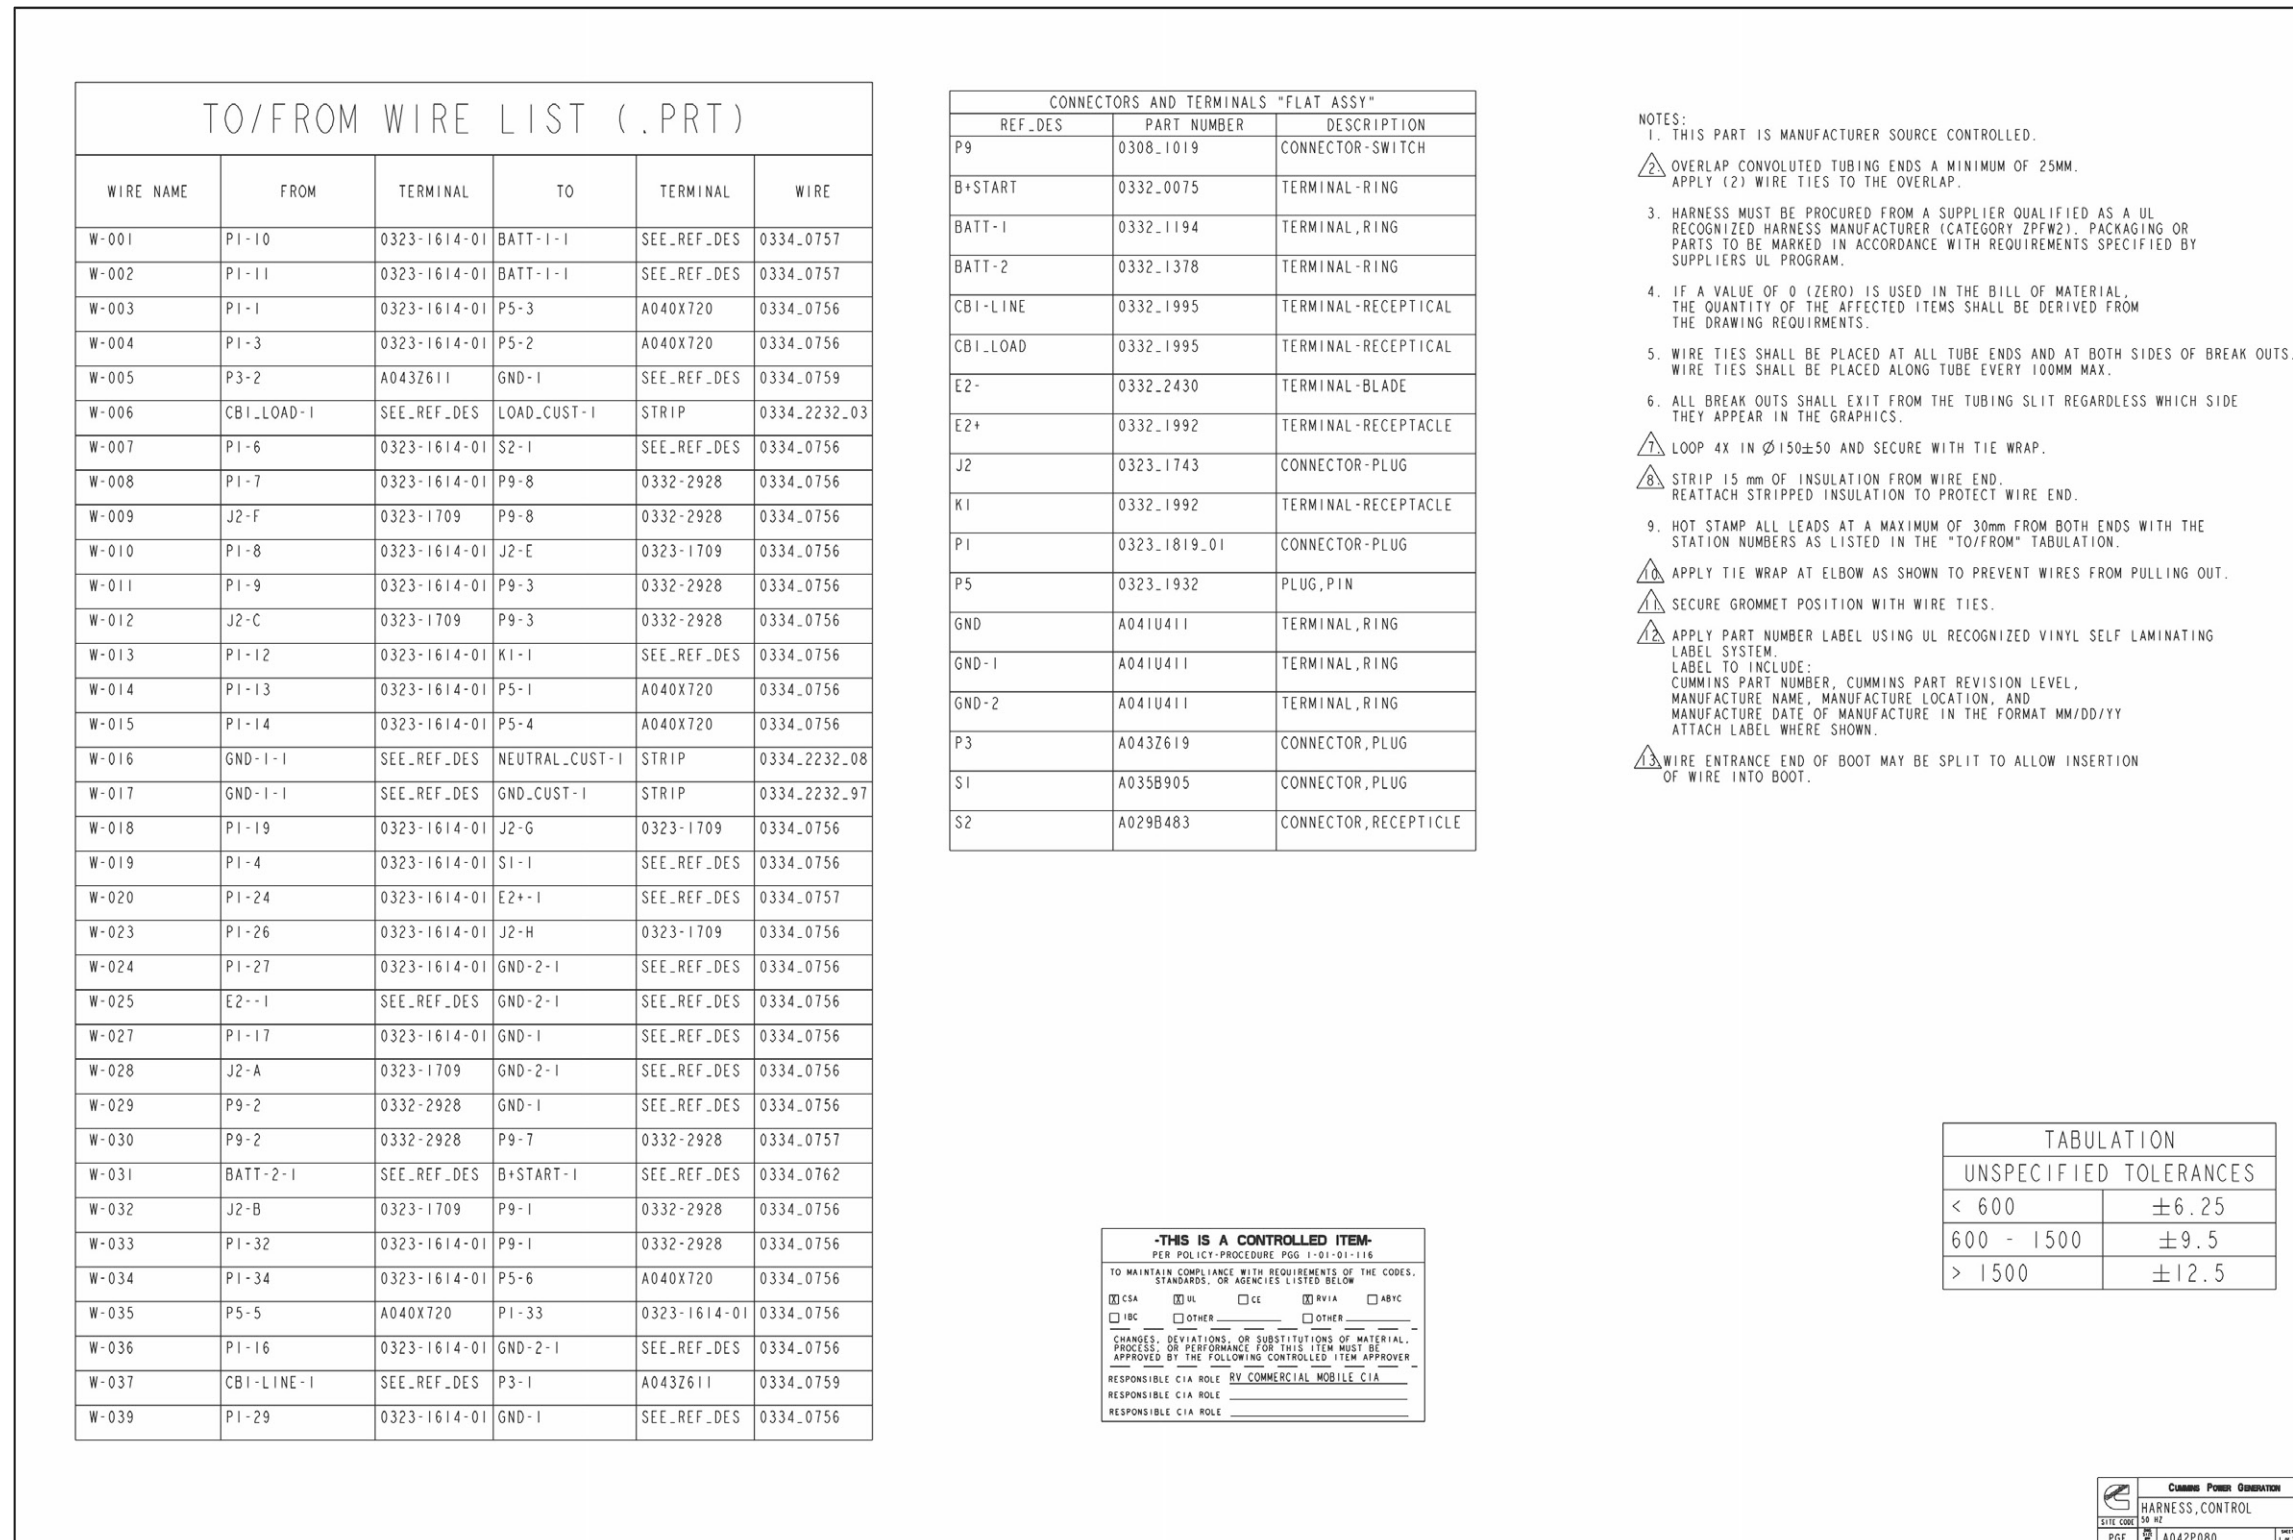 TO/FROM WIRE LIST (.PRT)
WIRE NAME FROM TERMINAL TO TERMINAL WIRE
W-001 P1-10 0323-1614-01 BATT-1-1 SEE_REF_DES 0334_0757
W-002 P1-11 0323-1614-01 BATT-1-1 SEE_REF_DES 0334_0757
W-003 P1-1 0323-1614-01 P5-3 A040X720 0334_0756
W-004 P1-3 0323-1614-01 P5-2 A040X720 0334_0756
W-005 P3-2 A043Z611 GND-1 SEE_REF_DES 0334_0759
W-006 CB1_LOAD-1 SEE_REF_DES LOAD_CUST-1 STRIP 0334_2232_03
W-007 P1-6 0323-1614-01 S2-1 SEE_REF_DES 0334_0756
W-008 P1-7 0323-1614-01 P9-8 0332-2928 0334_0756
W-009 J2-F 0323-1709 P9-8 0332-2928 0334_0756
W-010 P1-8 0323-1614-01 J2-E 0323-1709 0334_0756
W-011 P1-9 0323-1614-01 P9-3 0332-2928 0334_0756
W-012 J2-C 0323-1709 P9-3 0332-2928 0334_0756
W-013 P1-12 0323-1614-01 K1-1 SEE_REF_DES 0334_0756
W-014 P1-13 0323-1614-01 P5-1 A040X720 0334_0756
W-015 P1-14 0323-1614-01 P5-4 A040X720 0334_0756
W-016 GND-1-1 SEE_REF_DES NEUTRAL_CUST-1 STRIP 0334_2232_08
W-017 GND-1-1 SEE_REF_DES GND_CUST-1 STRIP 0334_2232_97
W-018 P1-19 0323-1614-01 J2-G 0323-1709 0334_0756
W-019 P1-4 0323-1614-01 S1-1 SEE_REF_DES 0334_0756
W-020 P1-24 0323-1614-01 E2+-1 SEE_REF_DES 0334_0757
W-023 P1-26 0323-1614-01 J2-H 0323-1709 0334_0756
W-024 P1-27 0323-1614-01 GND-2-1 SEE_REF_DES 0334_0756
W-025 E2--1 SEE_REF_DES GND-2-1 SEE_REF_DES 0334_0756
W-027 P1-17 0323-1614-01 GND-1 SEE_REF_DES 0334_0756
W-028 J2-A 0323-1709 GND-2-1 SEE_REF_DES 0334_0756
W-029 P9-2 0332-2928 GND-1 SEE_REF_DES 0334_0756
W-030 P9-2 0332-2928 P9-7 0332-2928 0334_0757
W-031 BATT-2-1 SEE_REF_DES B+START-1 SEE_REF_DES 0334_0762
W-032 J2-B 0323-1709 P9-1 0332-2928 0334_0756
W-033 P1-32 0323-1614-01 P9-1 0332-2928 0334_0756
W-034 P1-34 0323-1614-01 P5-6 A040X720 0334_0756
W-035 P5-5 A040X720 P1-33 0323-1614-01 0334_0756
W-036 P1-16 0323-1614-01 GND-2-1 SEE_REF_DES 0334_0756
W-037 CB1-LINE-1 SEE_REF_DES P3-1 A043Z611 0334_0759
W-039 P1-29 0323-1614-01 GND-1 SEE_REF_DES 0334_0756
CONNECTORS AND TERMINALS "FLAT ASSY"
REF_DES PART NUMBER DESCRIPTION
P9 0308_1019 CONNECTOR-SWITCH
B+START 0332_0075 TERMINAL-RING
BATT-1 0332_1194 TERMINAL,RING
BATT-2 0332_1378 TERMINAL-RING
CB1-LINE 0332_1995 TERMINAL-RECEPTICAL
CB1_LOAD 0332_1995 TERMINAL-RECEPTICAL
E2- 0332_2430 TERMINAL-BLADE
E2+ 0332_1992 TERMINAL-RECEPTACLE
J2 0323_1743 CONNECTOR-PLUG
K1 0332_1992 TERMINAL-RECEPTACLE
P1 0323_1819_01 CONNECTOR-PLUG
P5 0323_1932 PLUG,PIN
GND A041U411 TERMINAL,RING
GND-1 A041U411 TERMINAL,RING
GND-2 A041U411 TERMINAL,RING
P3 A043Z619 CONNECTOR,PLUG
S1 A035B905 CONNECTOR,PLUG
S2 A029B483 CONNECTOR,RECEPTICLE
NOTES:
1. THIS PART IS MANUFACTURER SOURCE CONTROLLED.
2. OVERLAP CONVOLUTED TUBING ENDS A MINIMUM OF 25MM.
APPLY (2) WIRE TIES TO THE OVERLAP.
3. HARNESS MUST BE PROCURED FROM A SUPPLIER QUALIFIED AS A UL
RECOGNIZED HARNESS MANUFACTURER (CATEGORY ZPFW2). PACKAGING OR
PARTS TO BE MARKED IN ACCORDANCE WITH REQUIREMENTS SPECIFIED BY
SUPPLIERS UL PROGRAM.
4. IF A VALUE OF 0 (ZERO) IS USED IN THE BILL OF MATERIAL,
THE QUANTITY OF THE AFFECTED ITEMS SHALL BE DERIVED FROM
THE DRAWING REQUIRMENTS.
5. WIRE TIES SHALL BE PLACED AT ALL TUBE ENDS AND AT BOTH SIDES OF BREAK OUTS.
WIRE TIES SHALL BE PLACED ALONG TUBE EVERY 100MM MAX.
6. ALL BREAK OUTS SHALL EXIT FROM THE TUBING SLIT REGARDLESS WHICH SIDE
THEY APPEAR IN THE GRAPHICS.
7. LOOP 4X IN Ø150±50 AND SECURE WITH TIE WRAP.
8. STRIP 15 mm OF INSULATION FROM WIRE END.
REATTACH STRIPPED INSULATION TO PROTECT WIRE END.
9. HOT STAMP ALL LEADS AT A MAXIMUM OF 30mm FROM BOTH ENDS WITH THE
STATION NUMBERS AS LISTED IN THE "TO/FROM" TABULATION.
10. APPLY TIE WRAP AT ELBOW AS SHOWN TO PREVENT WIRES FROM PULLING OUT.
11. SECURE GROMMET POSITION WITH WIRE TIES.
12. APPLY PART NUMBER LABEL USING UL RECOGNIZED VINYL SELF LAMINATING
LABEL SYSTEM.
LABEL TO INCLUDE:
CUMMINS PART NUMBER, CUMMINS PART REVISION LEVEL,
MANUFACTURE NAME, MANUFACTURE LOCATION, AND
MANUFACTURE DATE OF MANUFACTURE IN THE FORMAT MM/DD/YY
ATTACH LABEL WHERE SHOWN.
13. WIRE ENTRANCE END OF BOOT MAY BE SPLIT TO ALLOW INSERTION
OF WIRE INTO BOOT.
TABULATION
UNSPECIFIED TOLERANCES
< 600 ±6.25
600 - 1500 ±9.5
> 1500 ±12.5
-THIS IS A CONTROLLED ITEM-
PER POLICY-PROCEDURE PGG 1-01-01-116
TO MAINTAIN COMPLIANCE WITH REQUIREMENTS OF THE CODES,
STANDARDS, OR AGENCIES LISTED BELOW
X CSA X UL CE X RVIA ABYC
IBC OTHER OTHER
CHANGES, DEVIATIONS, OR SUBSTITUTIONS OF MATERIAL,
PROCESS, OR PERFORMANCE FOR THIS ITEM MUST BE
APPROVED BY THE FOLLOWING CONTROLLED ITEM APPROVER
RESPONSIBLE CIA ROLE RV COMMERCIAL MOBILE CIA
RESPONSIBLE CIA ROLE
RESPONSIBLE CIA ROLE
CUMMINS POWER GENERATION
HARNESS,CONTROL
SITE CODE 50 HZ
PGF A042P080